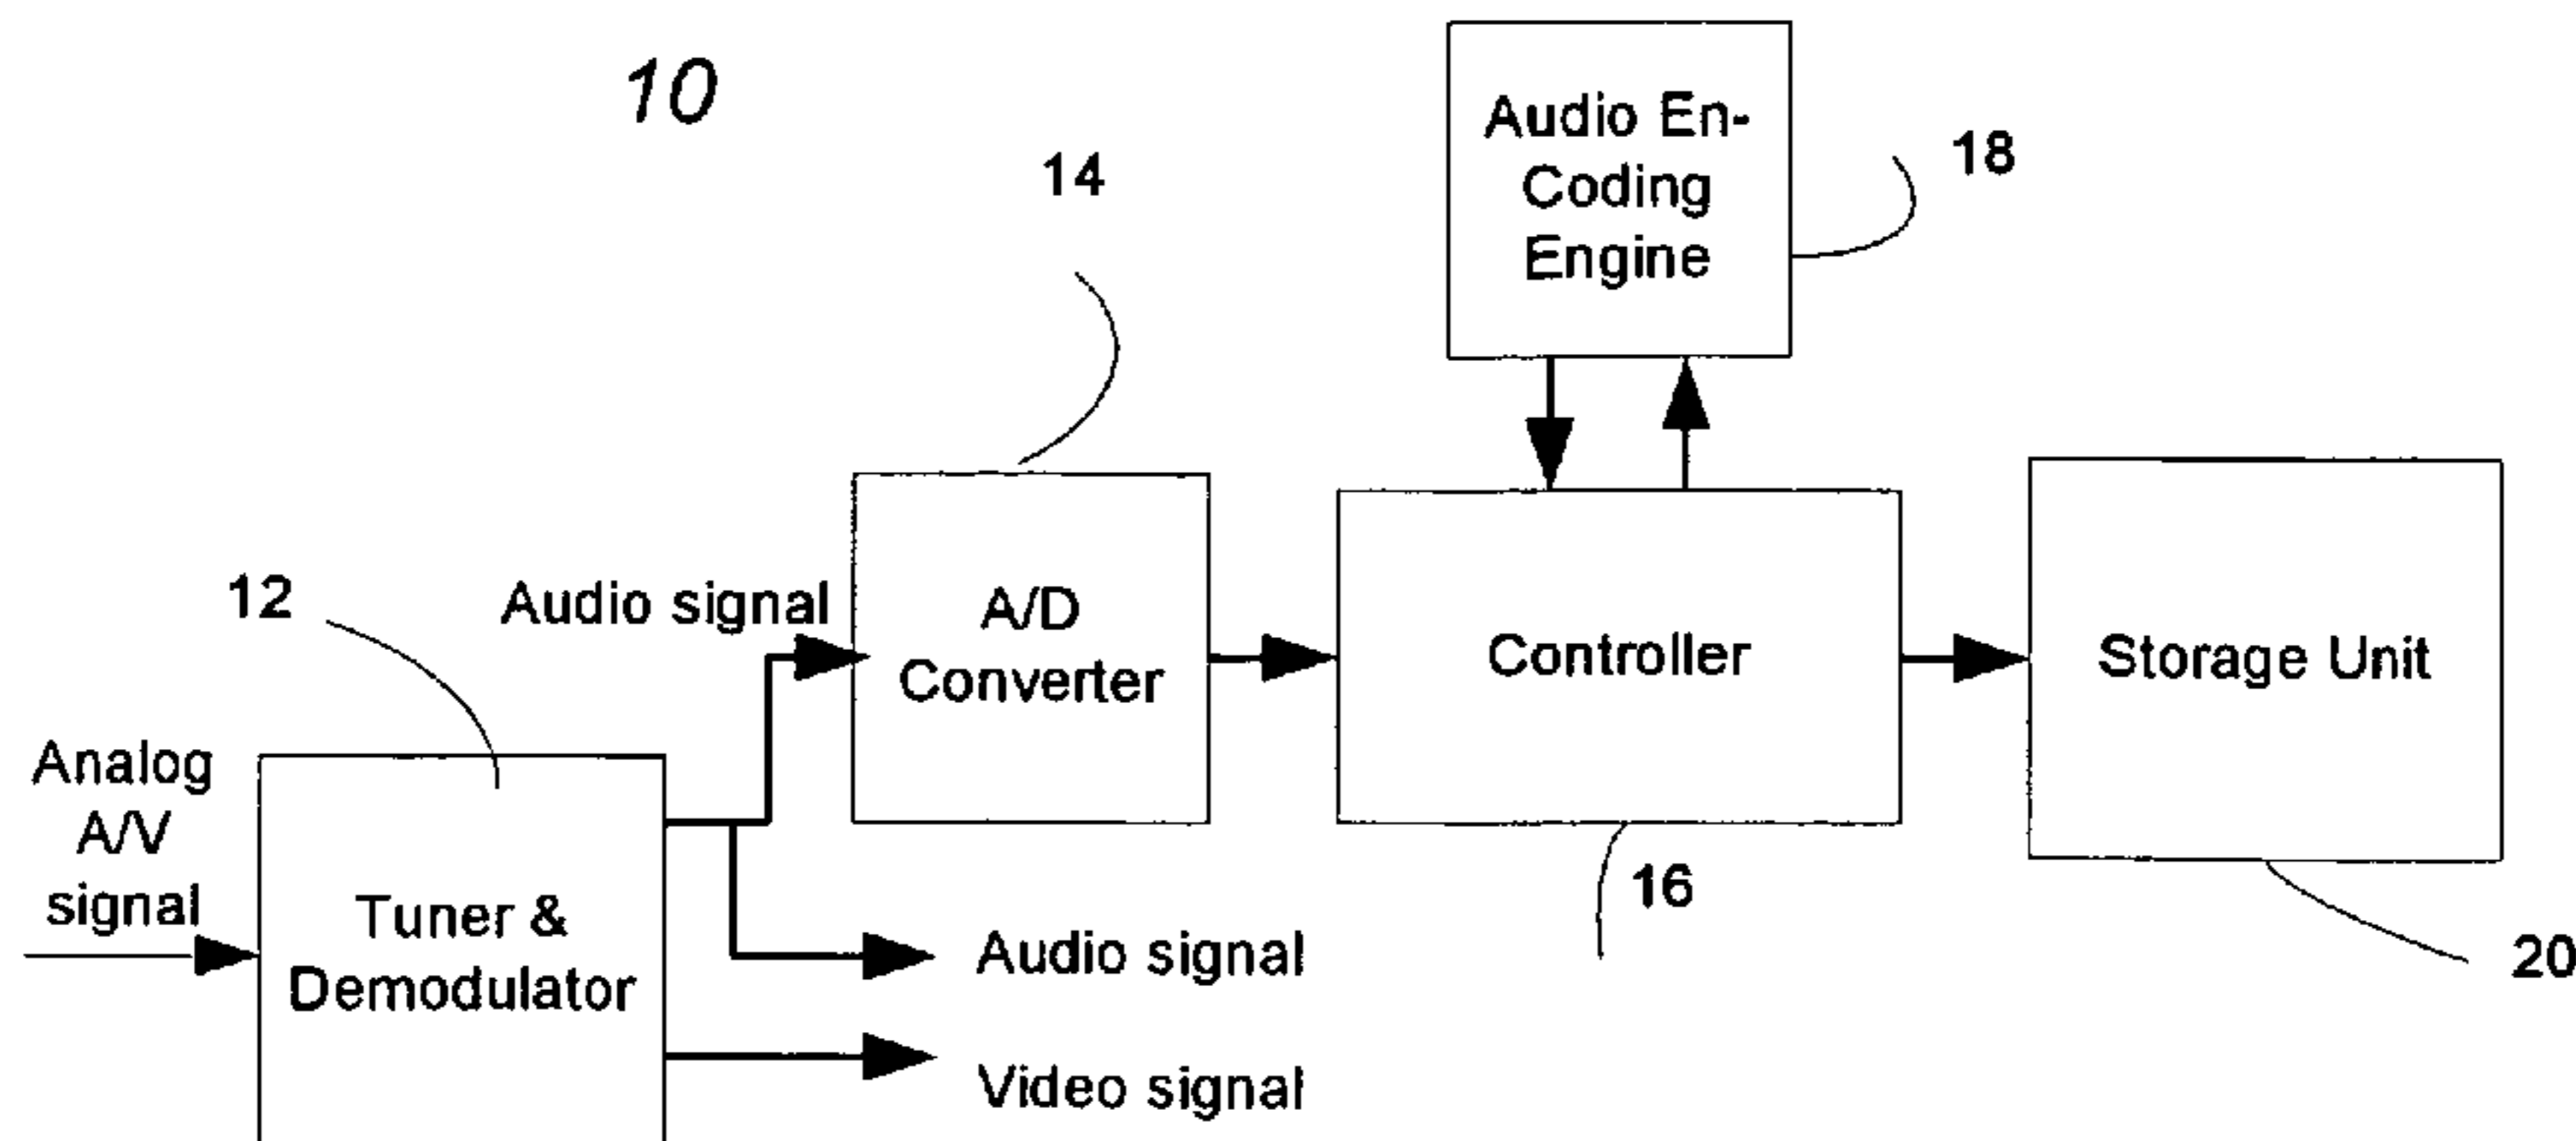 10
Audio En-
Coding
Engine
18
14
12
Audio signal
A/D
Converter
Controller
Storage Unit
Analog
A/V
signal
16
Tuner &
Demodulator
Audio signal
20
Video signal